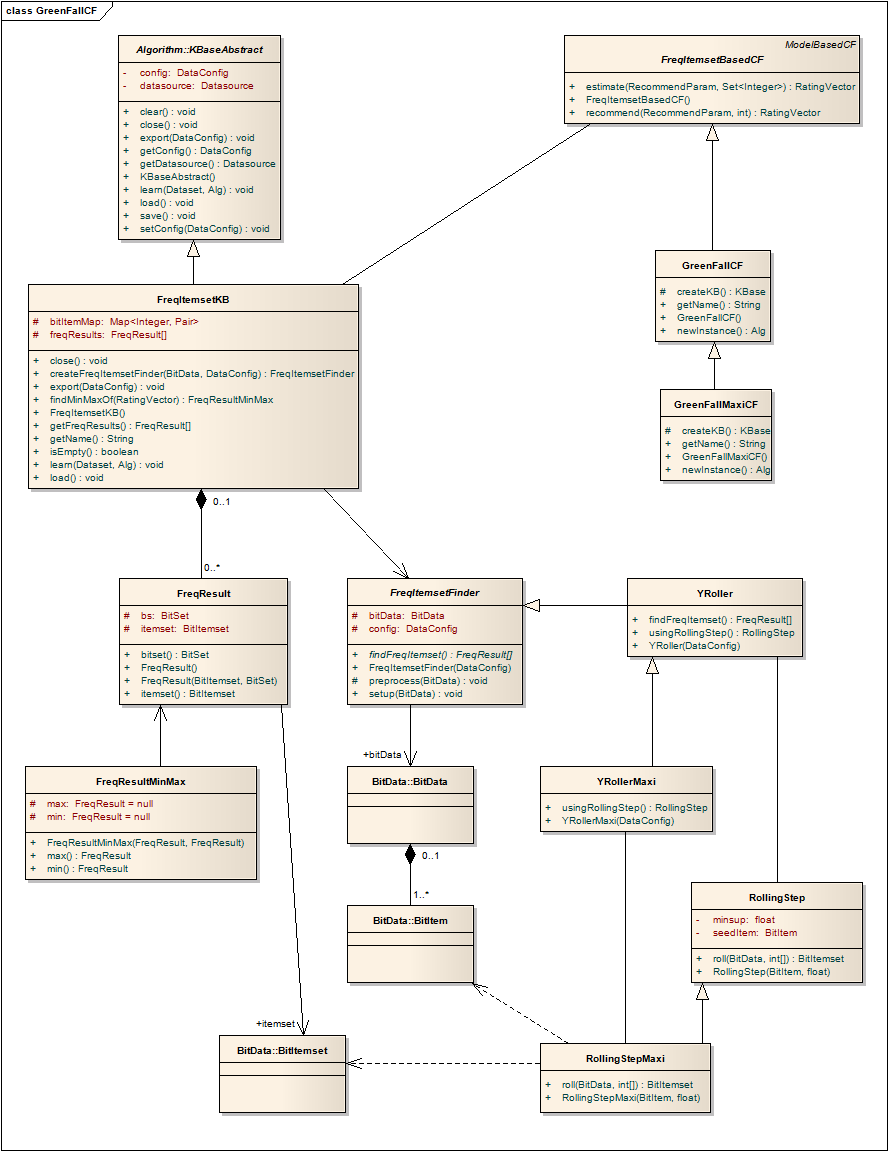 class GreenFallCF
Algorithm::KBaseAbstract
- config: DataConfig
- datasource: Datasource
+ clear() : void
+ close() : void
+ export(DataConfig) : void
+ getConfig() : DataConfig
+ getDatasource() : Datasource
+ KBaseAbstract()
+ learn(Dataset, Alg) : void
+ load() : void
+ save() : void
+ setConfig(DataConfig) : void
ModelBasedCF
FreqItemsetBasedCF
+ estimate(RecommendParam, Set<Integer>) : RatingVector
+ FreqItemsetBasedCF()
+ recommend(RecommendParam, int) : RatingVector
GreenFallCF
# createKB() : KBase
+ getName() : String
+ GreenFallCF()
+ newInstance() : Alg
FreqItemsetKB
# bitItemMap: Map<Integer, Pair>
# freqResults: FreqResult[]
+ close() : void
+ createFreqItemsetFinder(BitData, DataConfig) : FreqItemsetFinder
+ export(DataConfig) : void
+ findMinMaxOf(RatingVector) : FreqResultMinMax
+ FreqItemsetKB()
+ getFreqResults() : FreqResult[]
+ getName() : String
+ isEmpty() : boolean
+ learn(Dataset, Alg) : void
+ load() : void
GreenFallMaxiCF
# createKB() : KBase
+ getName() : String
+ GreenFallMaxiCF()
+ newInstance() : Alg
0..1
0..*
FreqResult
# bs: BitSet
# itemset: BitItemset
+ bitset() : BitSet
+ FreqResult()
+ FreqResult(BitItemset, BitSet)
+ itemset() : BitItemset
FreqItemsetFinder
# bitData: BitData
# config: DataConfig
+ findFreqItemset() : FreqResult[]
+ FreqItemsetFinder(DataConfig)
# preprocess(BitData) : void
+ setup(BitData) : void
YRoller
+ findFreqItemset() : FreqResult[]
+ usingRollingStep() : RollingStep
+ YRoller(DataConfig)
+bitData
FreqResultMinMax
# max: FreqResult = null
# min: FreqResult = null
+ FreqResultMinMax(FreqResult, FreqResult)
+ max() : FreqResult
+ min() : FreqResult
BitData::BitData
YRollerMaxi
+ usingRollingStep() : RollingStep
+ YRollerMaxi(DataConfig)
0..1
1..*
BitData::BitItem
RollingStep
- minsup: float
- seedItem: BitItem
+ roll(BitData, int[]) : BitItemset
+ RollingStep(BitItem, float)
+itemset
BitData::BitItemset
RollingStepMaxi
+ roll(BitData, int[]) : BitItemset
+ RollingStepMaxi(BitItem, float)